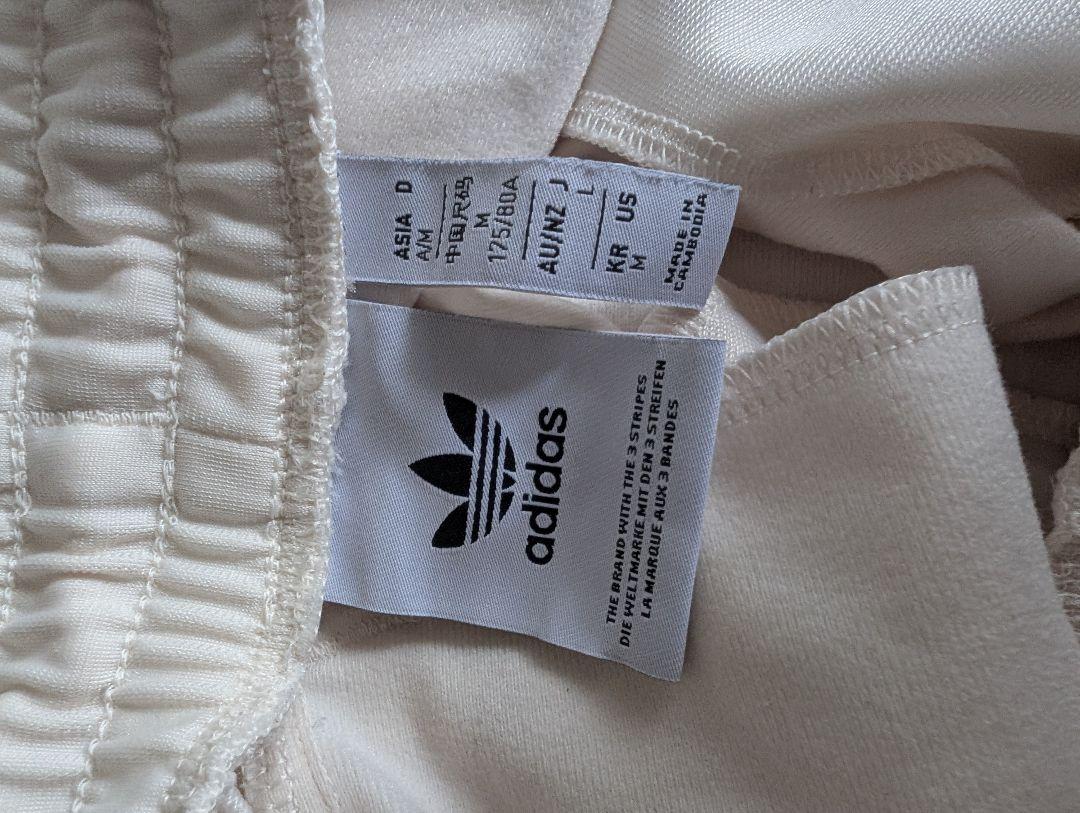 ASIA D
A/M
中国尺码
M
175/80A
AU/NZ J
L
KR US
M
MADE IN
CAMBODIA
adidas
THE BRAND WITH THE 3 STRIPES
DIE WELTMARKE MIT DEN 3 STREIFEN
LA MARQUE AUX 3 BANDES